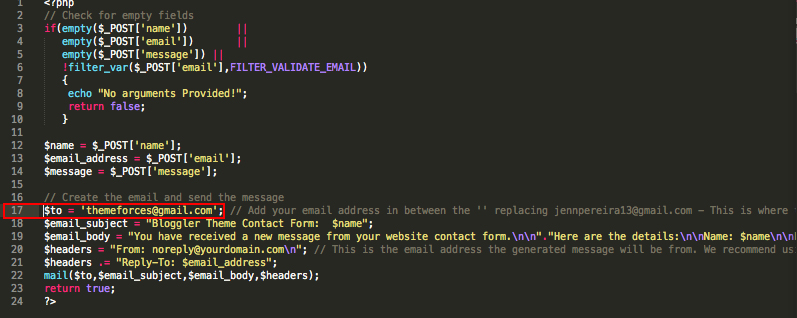 1 <?php
2 // Check for empty fields
3 if(empty($_POST['name']) ||
4 empty($_POST['email']) ||
5 empty($_POST['message']) ||
6 !filter_var($_POST['email'],FILTER_VALIDATE_EMAIL))
7 {
8 echo "No arguments Provided!";
9 return false;
10 }
11
12 $name = $_POST['name'];
13 $email_address = $_POST['email'];
14 $message = $_POST['message'];
15
16 // Create the email and send the message
17 $to = 'themeforces@gmail.com'; // Add your email address in between the '' replacing jennpereira13@gmail.com - This is where
18 $email_subject = "Bloggler Theme Contact Form:  $name";
19 $email_body = "You have received a new message from your website contact form.\n\n"."Here are the details:\n\nName: $name\n\n
20 $headers = "From: noreply@yourdomain.com\n"; // This is the email address the generated message will be from. We recommend us
21 $headers .= "Reply-To: $email_address";
22 mail($to,$email_subject,$email_body,$headers);
23 return true;
24 ?>